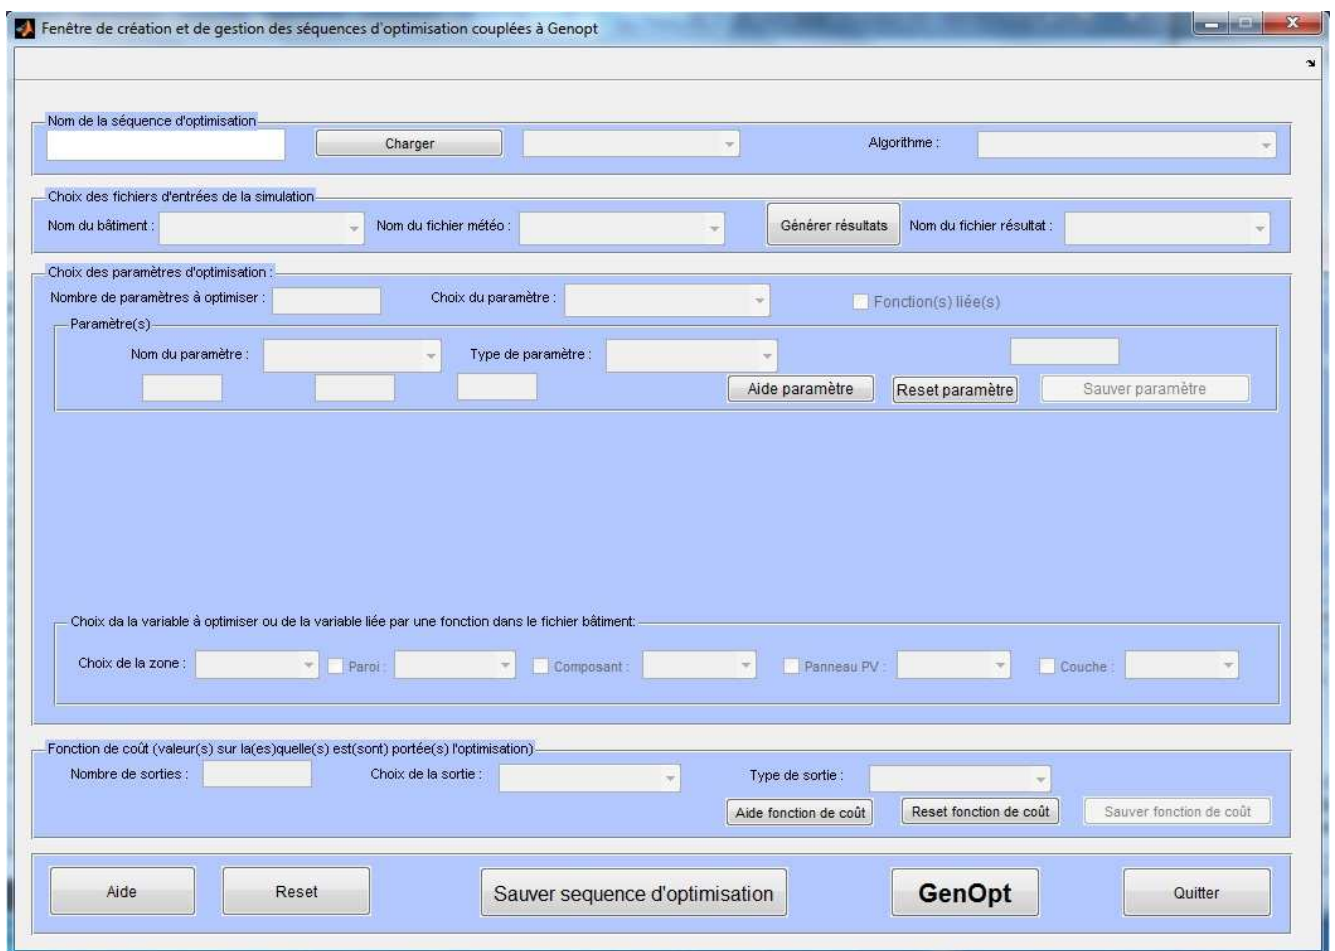 Fenêtre de création et de gestion des séquences d'optimisation couplées à Genopt
Nom de la séquence d'optimisation
Charger
Algorithme :
Choix des fichiers d'entrées de la simulation
Nom du bâtiment : Nom du fichier météo : Générer résultats Nom du fichier résultat :
Choix des paramètres d'optimisation :
Nombre de paramètres à optimiser : Choix du paramètre : Fonction(s) liée(s)
Paramètre(s)
Nom du paramètre : Type de paramètre :
Aide paramètre Reset paramètre Sauver paramètre
Choix da la variable à optimiser ou de la variable liée par une fonction dans le fichier bâtiment:
Choix de la zone : Paroi : Composant : Panneau PV : Couche :
Fonction de coût (valeur(s) sur la(es)quelle(s) est(sont) portée(s) l'optimisation)
Nombre de sorties : Choix de la sortie : Type de sortie :
Aide fonction de coût Reset fonction de coût Sauver fonction de coût
Aide Reset Sauver sequence d'optimisation GenOpt Quitter